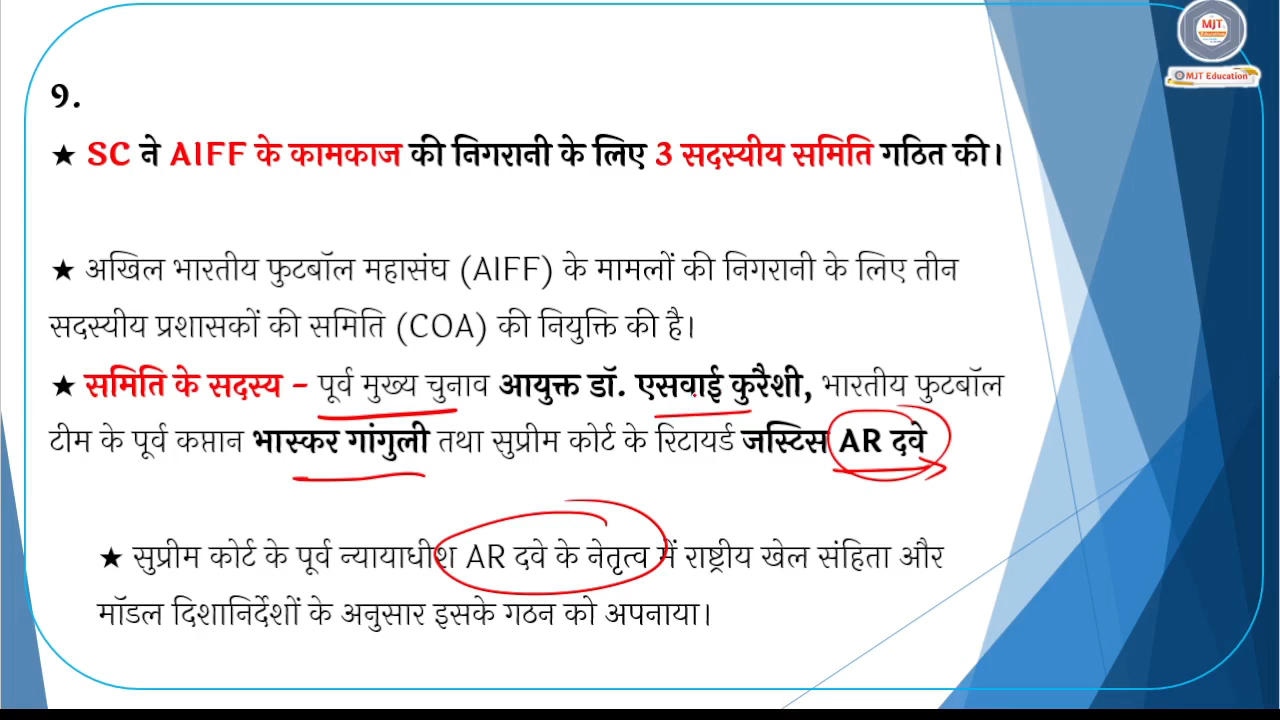 MJT
Education
MJT Education
9.
★ SC ने AIFF के कामकाज की निगरानी के लिए 3 सदस्यीय समिति गठित की।
★ अखिल भारतीय फुटबॉल महासंघ (AIFF) के मामलों की निगरानी के लिए तीन
सदस्यीय प्रशासकों की समिति (COA) की नियुक्ति की है।
★ समिति के सदस्य – पूर्व मुख्य चुनाव आयुक्त डॉ. एसवाई कुरैशी, भारतीय फुटबॉल
टीम के पूर्व कप्तान भास्कर गांगुली तथा सुप्रीम कोर्ट के रिटायर्ड जस्टिस AR दवे
★ सुप्रीम कोर्ट के पूर्व न्यायाधीश AR दवे के नेतृत्व में राष्ट्रीय खेल संहिता और
मॉडल दिशानिर्देशों के अनुसार इसके गठन को अपनाया।